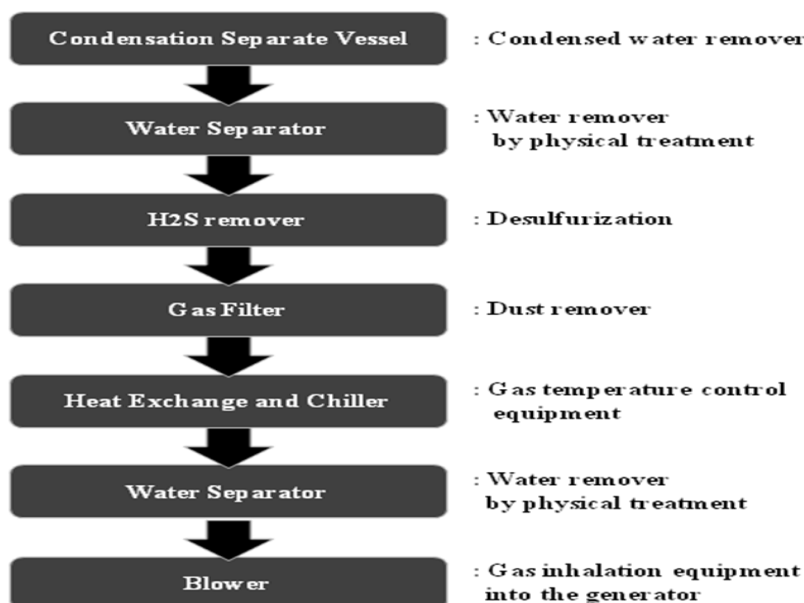 Condensation Separate Vessel
: Condensed water remover
Water Separator
: Water remover
by physical treatment
H2S remover
: Desulfurization
Gas Filter
: Dust remover
Heat Exchange and Chiller
: Gas temperature control
equipment
Water Separator
: Water remover
by physical treatment
Blower
: Gas inhalation equipment
into the generator